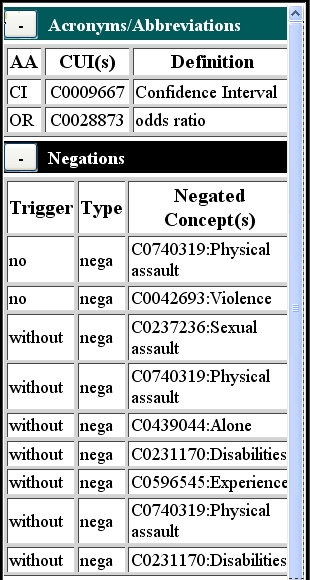 - Acronyms/Abbreviations
AA CUI(s) Definition
CI C0009667 Confidence Interval
OR C0028873 odds ratio
- Negations
Trigger Type Negated
Concept(s)
no nega C0740319:Physical
assault
no nega C0042693:Violence
without nega C0237236:Sexual
assault
without nega C0740319:Physical
assault
without nega C0439044:Alone
without nega C0231170:Disabilities
without nega C0596545:Experience
without nega C0740319:Physical
assault
without nega C0231170:Disabilities